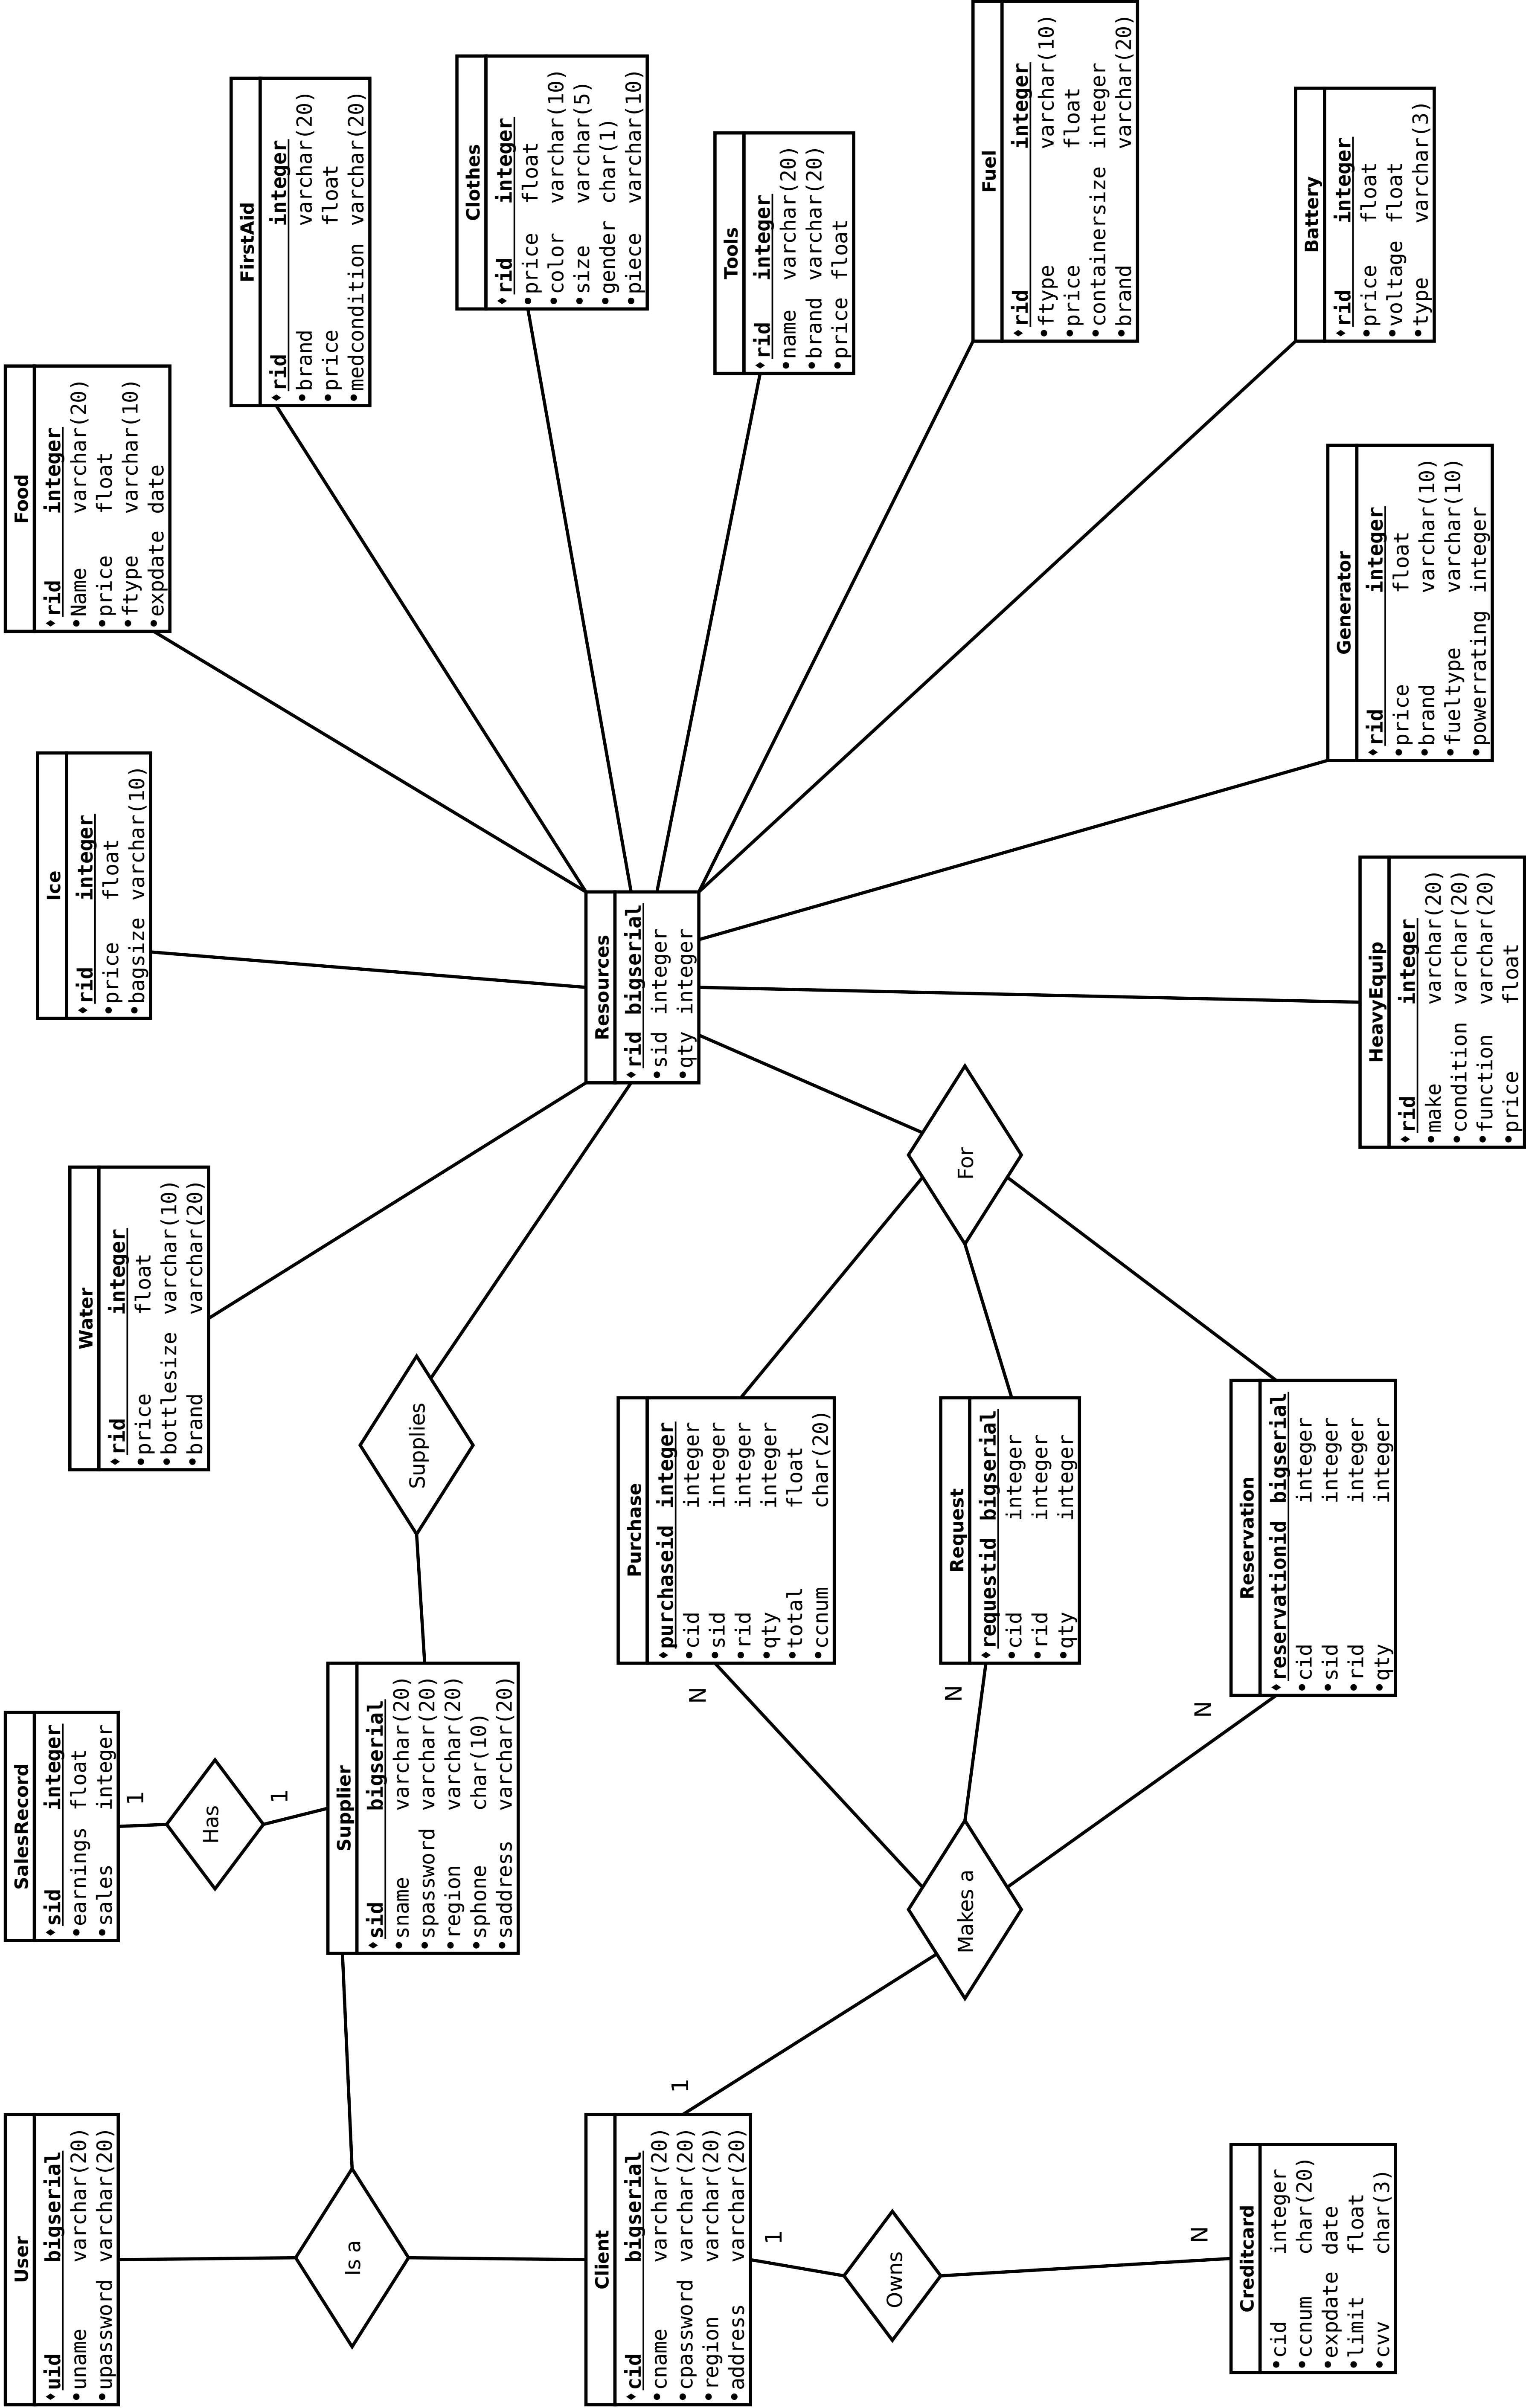 User
uid bigserial
uname varchar(20)
upassword varchar(20)
SalesRecord
sid integer
earnings float
sales integer
1
Has
1
Is a
Supplier
sid bigserial
sname varchar(20)
spassword varchar(20)
region varchar(20)
sphone char(10)
saddress varchar(20)
Supplies
Client
cid bigserial
cname varchar(20)
cpassword varchar(20)
region varchar(20)
address varchar(20)
1
Makes a
N
N
N
1
Owns
N
Creditcard
cid integer
ccnum char(20)
expdate date
limit float
cvv char(3)
Purchase
purchaseid integer
cid integer
sid integer
rid integer
qty integer
total float
ccnum char(20)
Request
requestid bigserial
cid integer
rid integer
qty integer
Reservation
reservationid bigserial
cid integer
sid integer
rid integer
qty integer
For
Resources
rid bigserial
sid integer
qty integer
Water
rid integer
price float
bottlesize varchar(10)
brand varchar(20)
Ice
rid integer
price float
bagsize varchar(10)
Food
rid integer
Name varchar(20)
price float
ftype varchar(10)
expdate date
FirstAid
rid integer
brand varchar(20)
price float
medcondition varchar(20)
Clothes
rid integer
price float
color varchar(10)
size varchar(5)
gender char(1)
piece varchar(10)
Tools
rid integer
name varchar(20)
brand varchar(20)
price float
Fuel
rid integer
ftype varchar(10)
price float
containersize integer
brand varchar(20)
Battery
rid integer
price float
voltage float
type varchar(3)
Generator
rid integer
price float
brand varchar(10)
fueltype varchar(10)
powerrating integer
HeavyEquip
rid integer
make varchar(20)
condition varchar(20)
function varchar(20)
price float